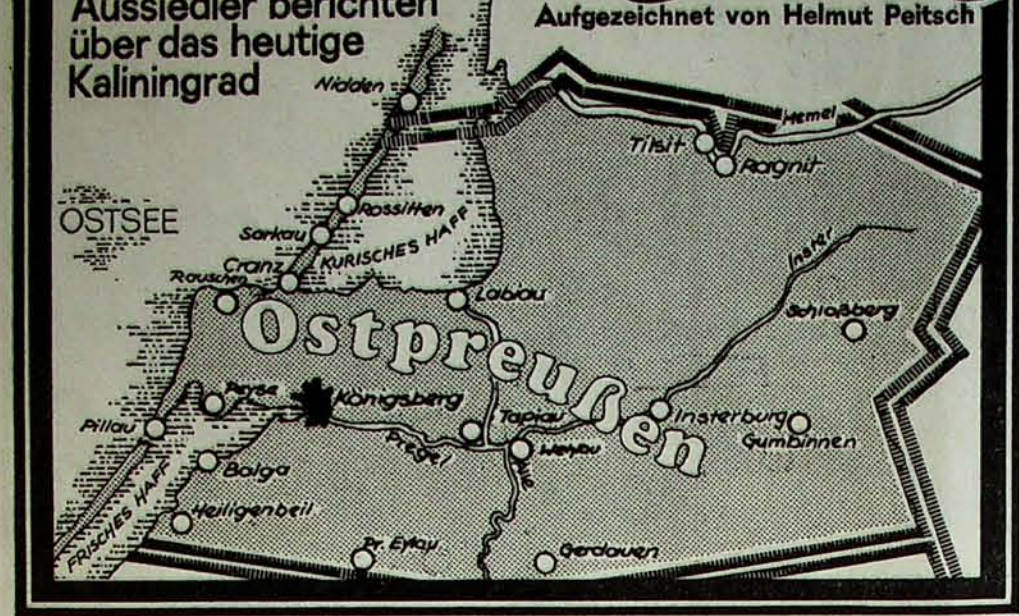 Aussiedler berichten
über das heutige
Kaliningrad
Aufgezeichnet von Helmut Peitsch
Nidden
Memel
Tilsit
Ragnit
OSTSEE
Rossitten
Sarkau
KURISCHES HAFF
Inster
Cranz
Rauschen
Labiau
Schloßberg
Ostpreußen
Peyse
Königsberg
Tapiau
Insterburg
Pillau
Pregel
Wehlau
Gumbinnen
Balga
FRISCHES HAFF
Heiligenbeil
Pr. Eylau
Gerdauen